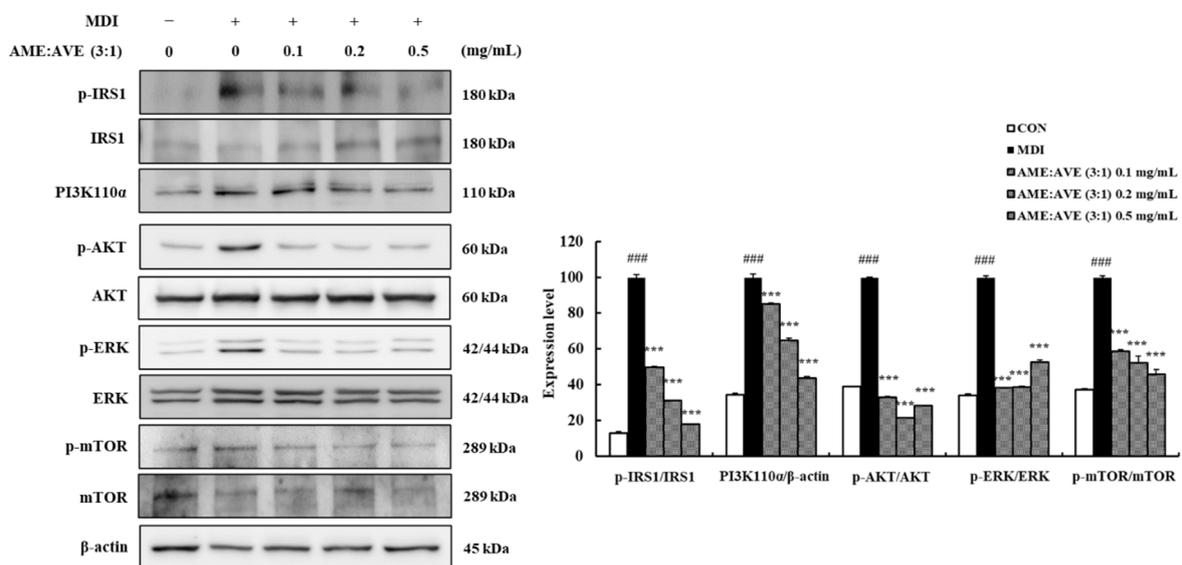 MDI − + + + +
AME:AVE (3:1) 0 0 0.1 0.2 0.5 (mg/mL)
p-IRS1 180 kDa
IRS1 180 kDa
PI3K110α 110 kDa
p-AKT 60 kDa
AKT 60 kDa
p-ERK 42/44 kDa
ERK 42/44 kDa
p-mTOR 289 kDa
mTOR 289 kDa
β-actin 45 kDa
CON
MDI
AME:AVE (3:1) 0.1 mg/mL
AME:AVE (3:1) 0.2 mg/mL
AME:AVE (3:1) 0.5 mg/mL
Expression level
120
100
80
60
40
20
0
### *** *** ***
### *** *** ***
### *** *** ***
### *** *** ***
### *** *** ***
p-IRS1/IRS1 PI3K110α/β-actin p-AKT/AKT p-ERK/ERK p-mTOR/mTOR